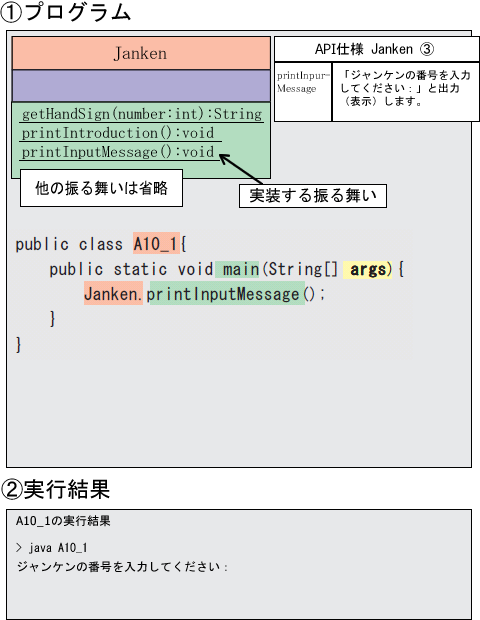 ①プログラム
Janken
getHandSign(number:int):String
printIntroduction():void
printInputMessage():void
他の振る舞いは省略
実装する振る舞い
API仕様 Janken ③
printInpur-
Message
「ジャンケンの番号を入力
してください：」と出力
（表示）します。
public class A10_1{
public static void main(String[] args){
Janken.printInputMessage();
}
}
②実行結果
A10_1の実行結果
> java A10_1
ジャンケンの番号を入力してください：